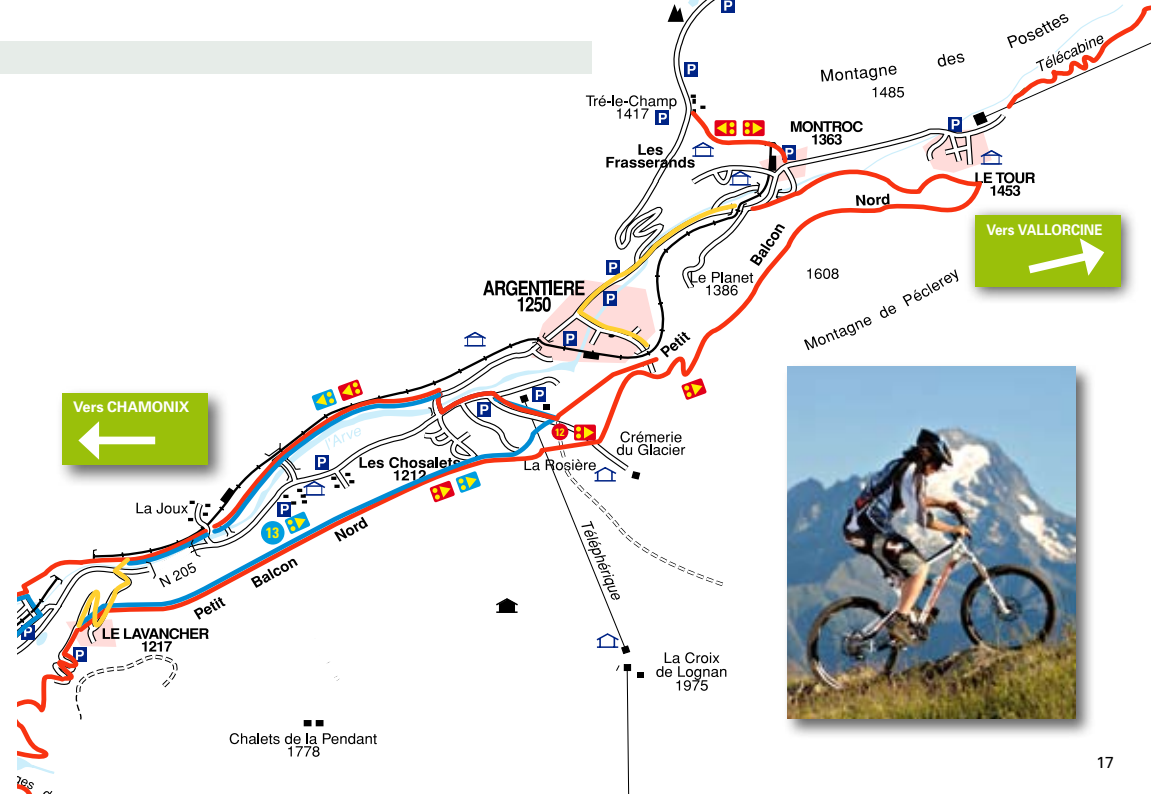 P
P
Posettes
des
Télécabine
Montagne
1485
Tré-le-Champ
1417
P
MONTROC
1363
P
P
Les
Frasserands
LE TOUR
1453
Nord
Vers VALLORCINE
Balcon
P
Le Planet
1386
1608
ARGENTIERE
1250
P
Montagne de Péclerey
P
Petit
Vers CHAMONIX
P
P
12
Crémerie
du Glacier
l'Arve
P
Les Chosalets
1212
La Rosière
La Joux
P
13
Nord
Téléphérique
N 205
Balcon
Petit
P
LE LAVANCHER
1217
P
La Croix
de Lognan
1975
Chalets de la Pendant
1778
17